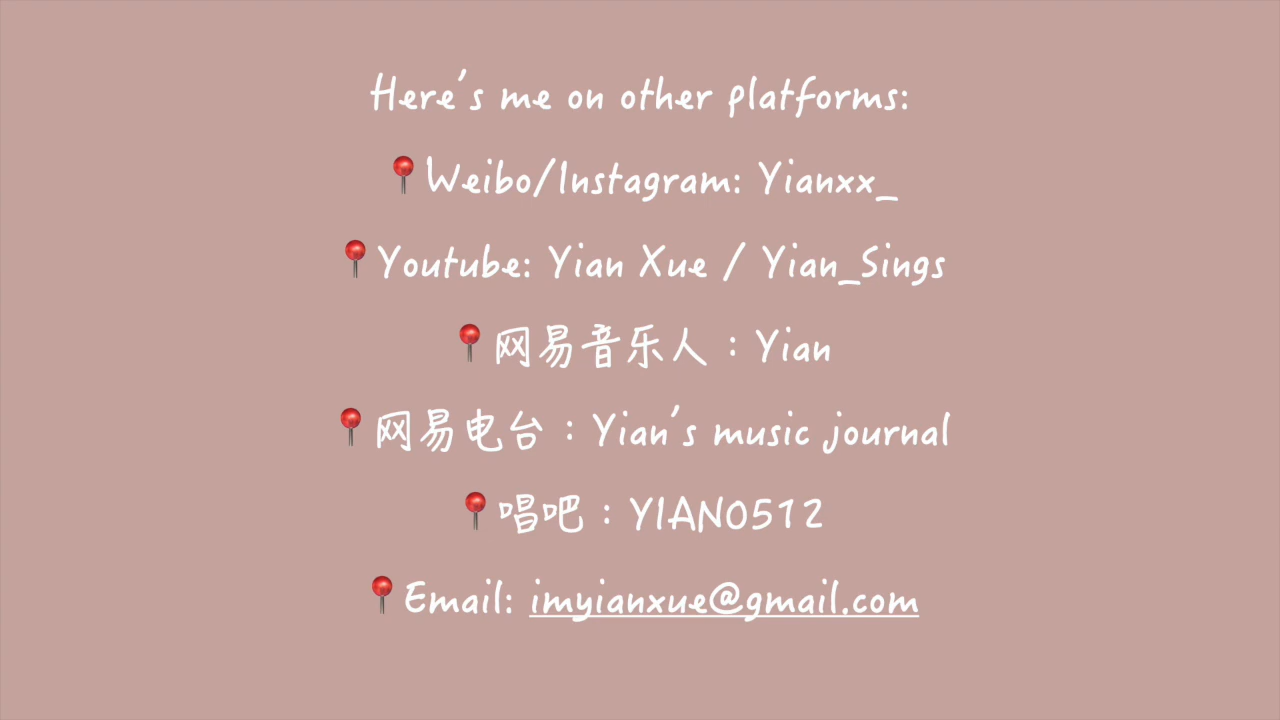 Here's me on other platforms:
📍Weibo/Instagram: Yianxx_
📍Youtube: Yian Xue / Yian_Sings
📍网易音乐人：Yian
📍网易电台：Yian's music journal
📍唱吧：YIAN0512
📍Email: imyianxue@gmail.com